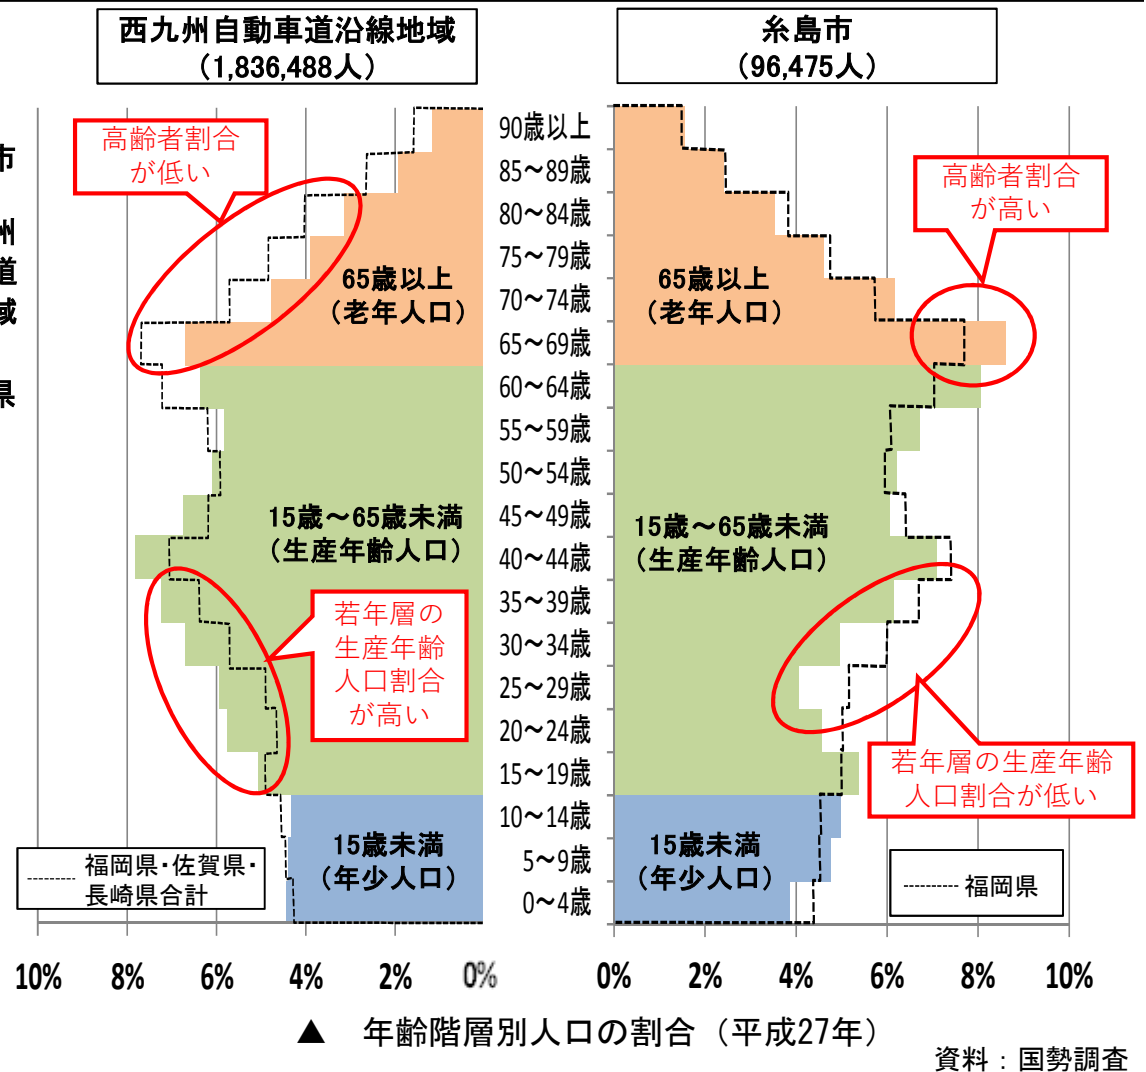 西九州自動車道沿線地域
(1,836,488人)
糸島市
(96,475人)
市
州
道
域
県
高齢者割合
が低い
高齢者割合
が高い
65歳以上
(老年人口)
65歳以上
(老年人口)
15歳～65歳未満
(生産年齢人口)
15歳～65歳未満
(生産年齢人口)
若年層の
生産年齢
人口割合
が高い
若年層の生産年齢
人口割合が低い
15歳未満
(年少人口)
15歳未満
(年少人口)
90歳以上
85～89歳
80～84歳
75～79歳
70～74歳
65～69歳
60～64歳
55～59歳
50～54歳
45～49歳
40～44歳
35～39歳
30～34歳
25～29歳
20～24歳
15～19歳
10～14歳
5～9歳
0～4歳
福岡県・佐賀県・
長崎県合計
福岡県
10% 8% 6% 4% 2% 0%
0% 2% 4% 6% 8% 10%
▲ 年齢階層別人口の割合（平成27年）
資料：国勢調査